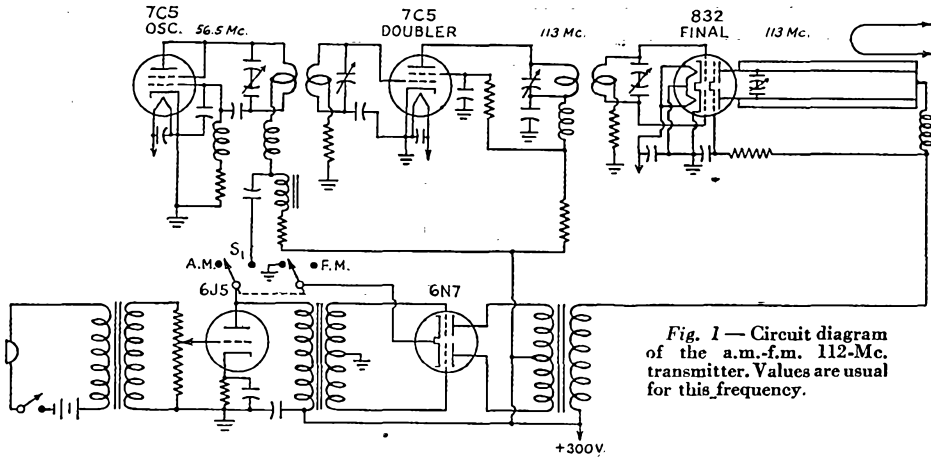 7C5
OSC.
56.5 Mc.
7C5
DOUBLER
113 Mc.
832
FINAL
113 Mc.
S1
A.M.
F.M.
6J5
6N7
Fig. 1 — Circuit diagram
of the a.m.-f.m. 112-Mc.
transmitter. Values are usual
for this frequency.
+300V.